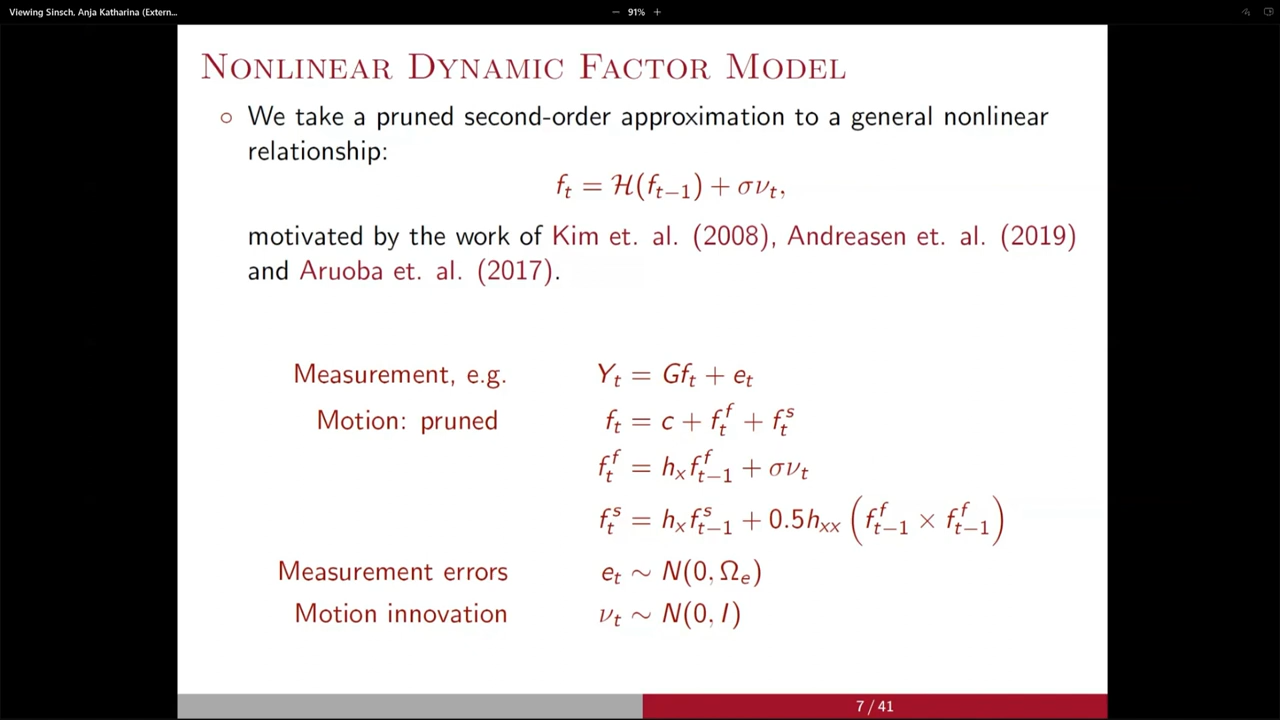 Viewing Sinsch, Anja Katharina (Extern...
− 91% +
Nonlinear Dynamic Factor Model
○ We take a pruned second-order approximation to a general nonlinear
relationship:
f_t = ℋ(f_{t−1}) + σν_t,
motivated by the work of Kim et. al. (2008), Andreasen et. al. (2019)
and Aruoba et. al. (2017).
Measurement, e.g. Y_t = Gf_t + e_t
Motion: pruned f_t = c + f_t^f + f_t^s
f_t^f = h_x f_{t−1}^f + σν_t
f_t^s = h_x f_{t−1}^s + 0.5h_{xx} (f_{t−1}^f × f_{t−1}^f)
Measurement errors e_t ∼ N(0, Ω_e)
Motion innovation ν_t ∼ N(0, I)
7 / 41